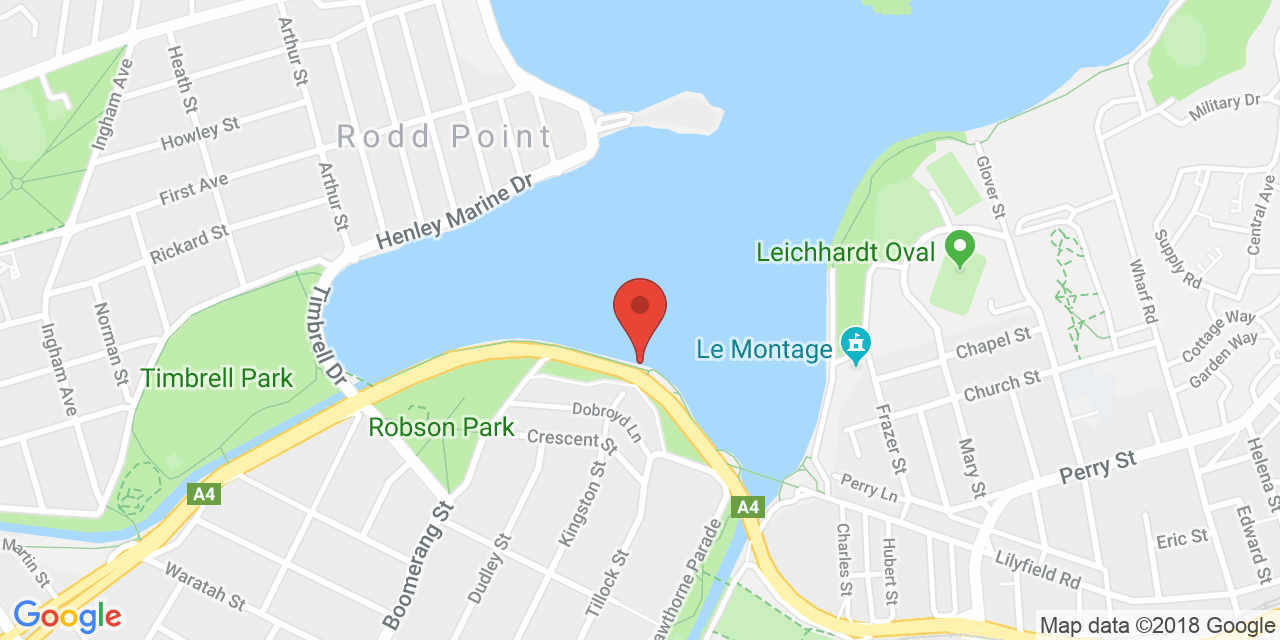 Arthur St
Heath St
Ingham Ave
Howley St
Rodd Point
Military Dr
First Ave
Arthur St
Glover St
Central Ave
Henley Marine Dr
Rickard St
Leichhardt Oval
Supply Rd
Wharf Rd
Timbrell Dr
Norman St
Ingham Ave
Chapel St
Cottage Way
Garden Way
Le Montage
Timbrell Park
Church St
Dobroyd Ln
Robson Park
Crescent St
Frazer St
Mary St
Perry St
Helena St
A4
Perry Ln
A4
Kingston St
Boomerang St
Dudley St
Tillock St
awthorne Parade
Charles St
Hubert St
Eric St
Edward St
Martin St
Waratah St
Lilyfield Rd
Google
Map data ©2018 Google